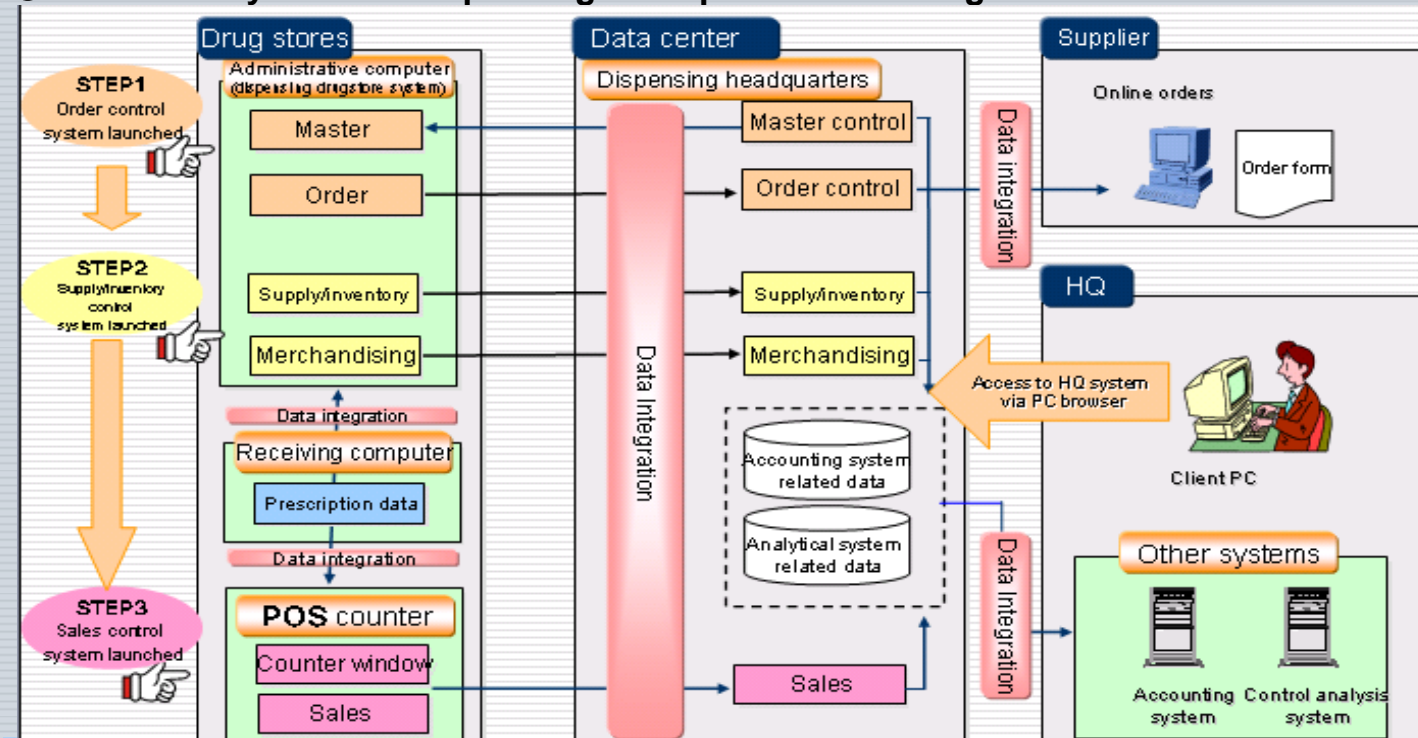 Drug stores
Data center
Supplier
STEP1
Order control
system launched
Administrative computer
(dispensing drugstore system)
Master
Order
Dispensing headquarters
Master control
Order control
Data integration
Online orders
Order form
STEP2
Supply/inventory
control
system launched
Supply/inventory
Merchandising
Data Integration
Supply/inventory
Merchandising
HQ
Access to HQ system
via PC browser
Client PC
Data integration
Receiving computer
Prescription data
Data integration
Accounting system
related data
Analytical system
related data
Data Integration
Other systems
Accounting
system
Control analysis
system
STEP3
Sales control
system launched
POS counter
Counter window
Sales
Sales